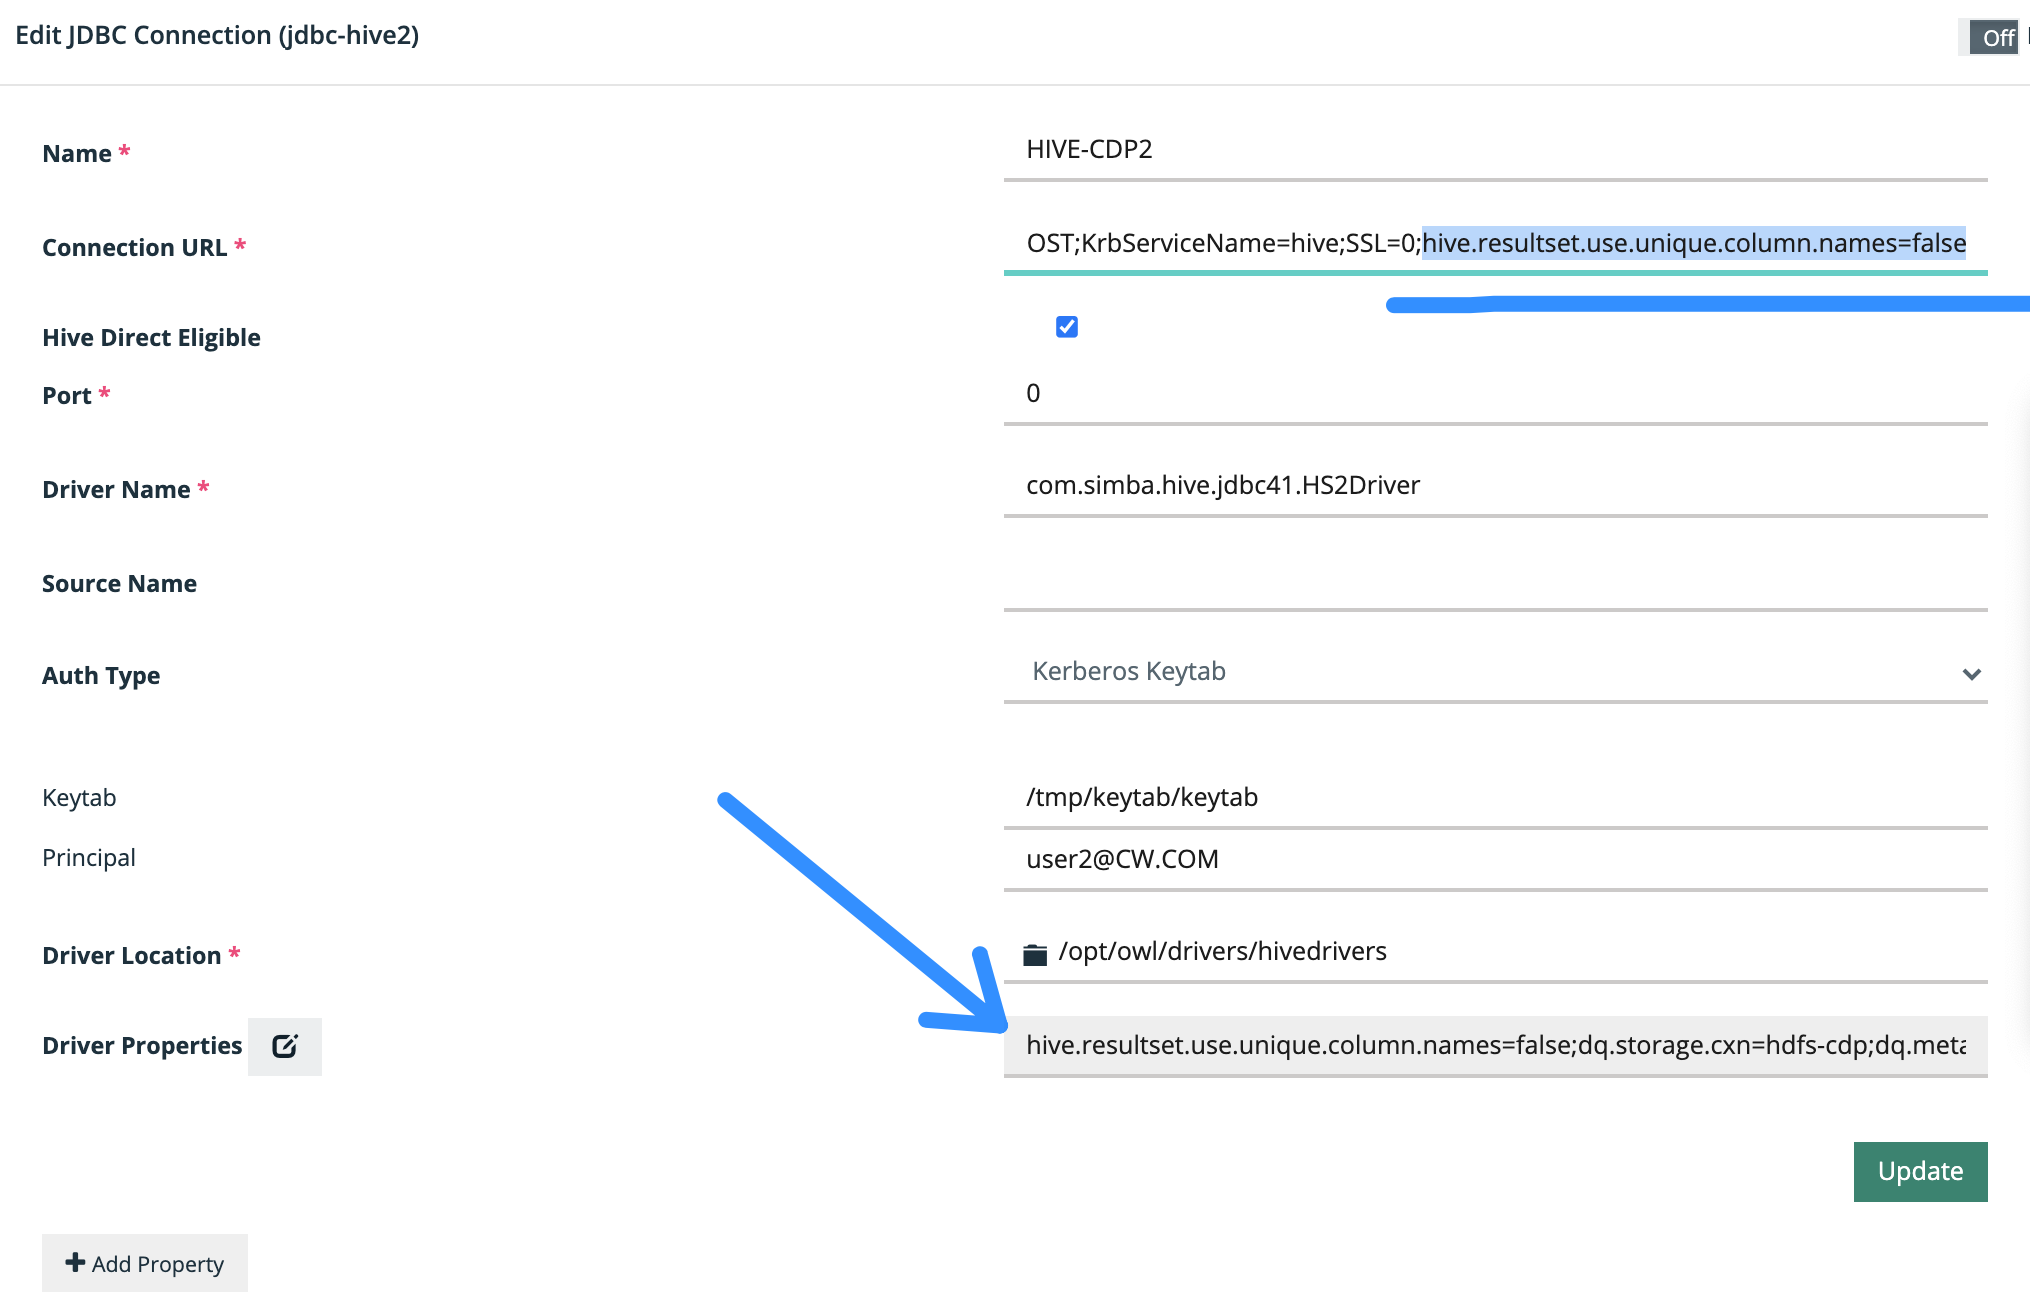 Edit JDBC Connection (jdbc-hive2)
Off
Name *
HIVE-CDP2
Connection URL *
OST;KrbServiceName=hive;SSL=0;hive.resultset.use.unique.column.names=false
Hive Direct Eligible
Port *
0
Driver Name *
com.simba.hive.jdbc41.HS2Driver
Source Name
Auth Type
Kerberos Keytab
Keytab
/tmp/keytab/keytab
Principal
user2@CW.COM
Driver Location *
/opt/owl/drivers/hivedrivers
Driver Properties
hive.resultset.use.unique.column.names=false;dq.storage.cxn=hdfs-cdp;dq.meta
Update
Add Property